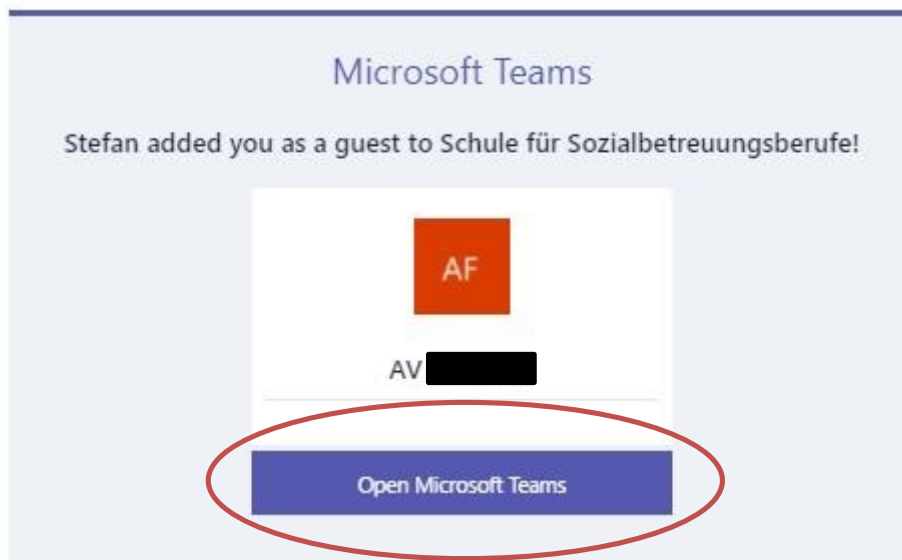 Microsoft Teams
Stefan added you as a guest to Schule für Sozialbetreuungsberufe!
AF
AV
Open Microsoft Teams